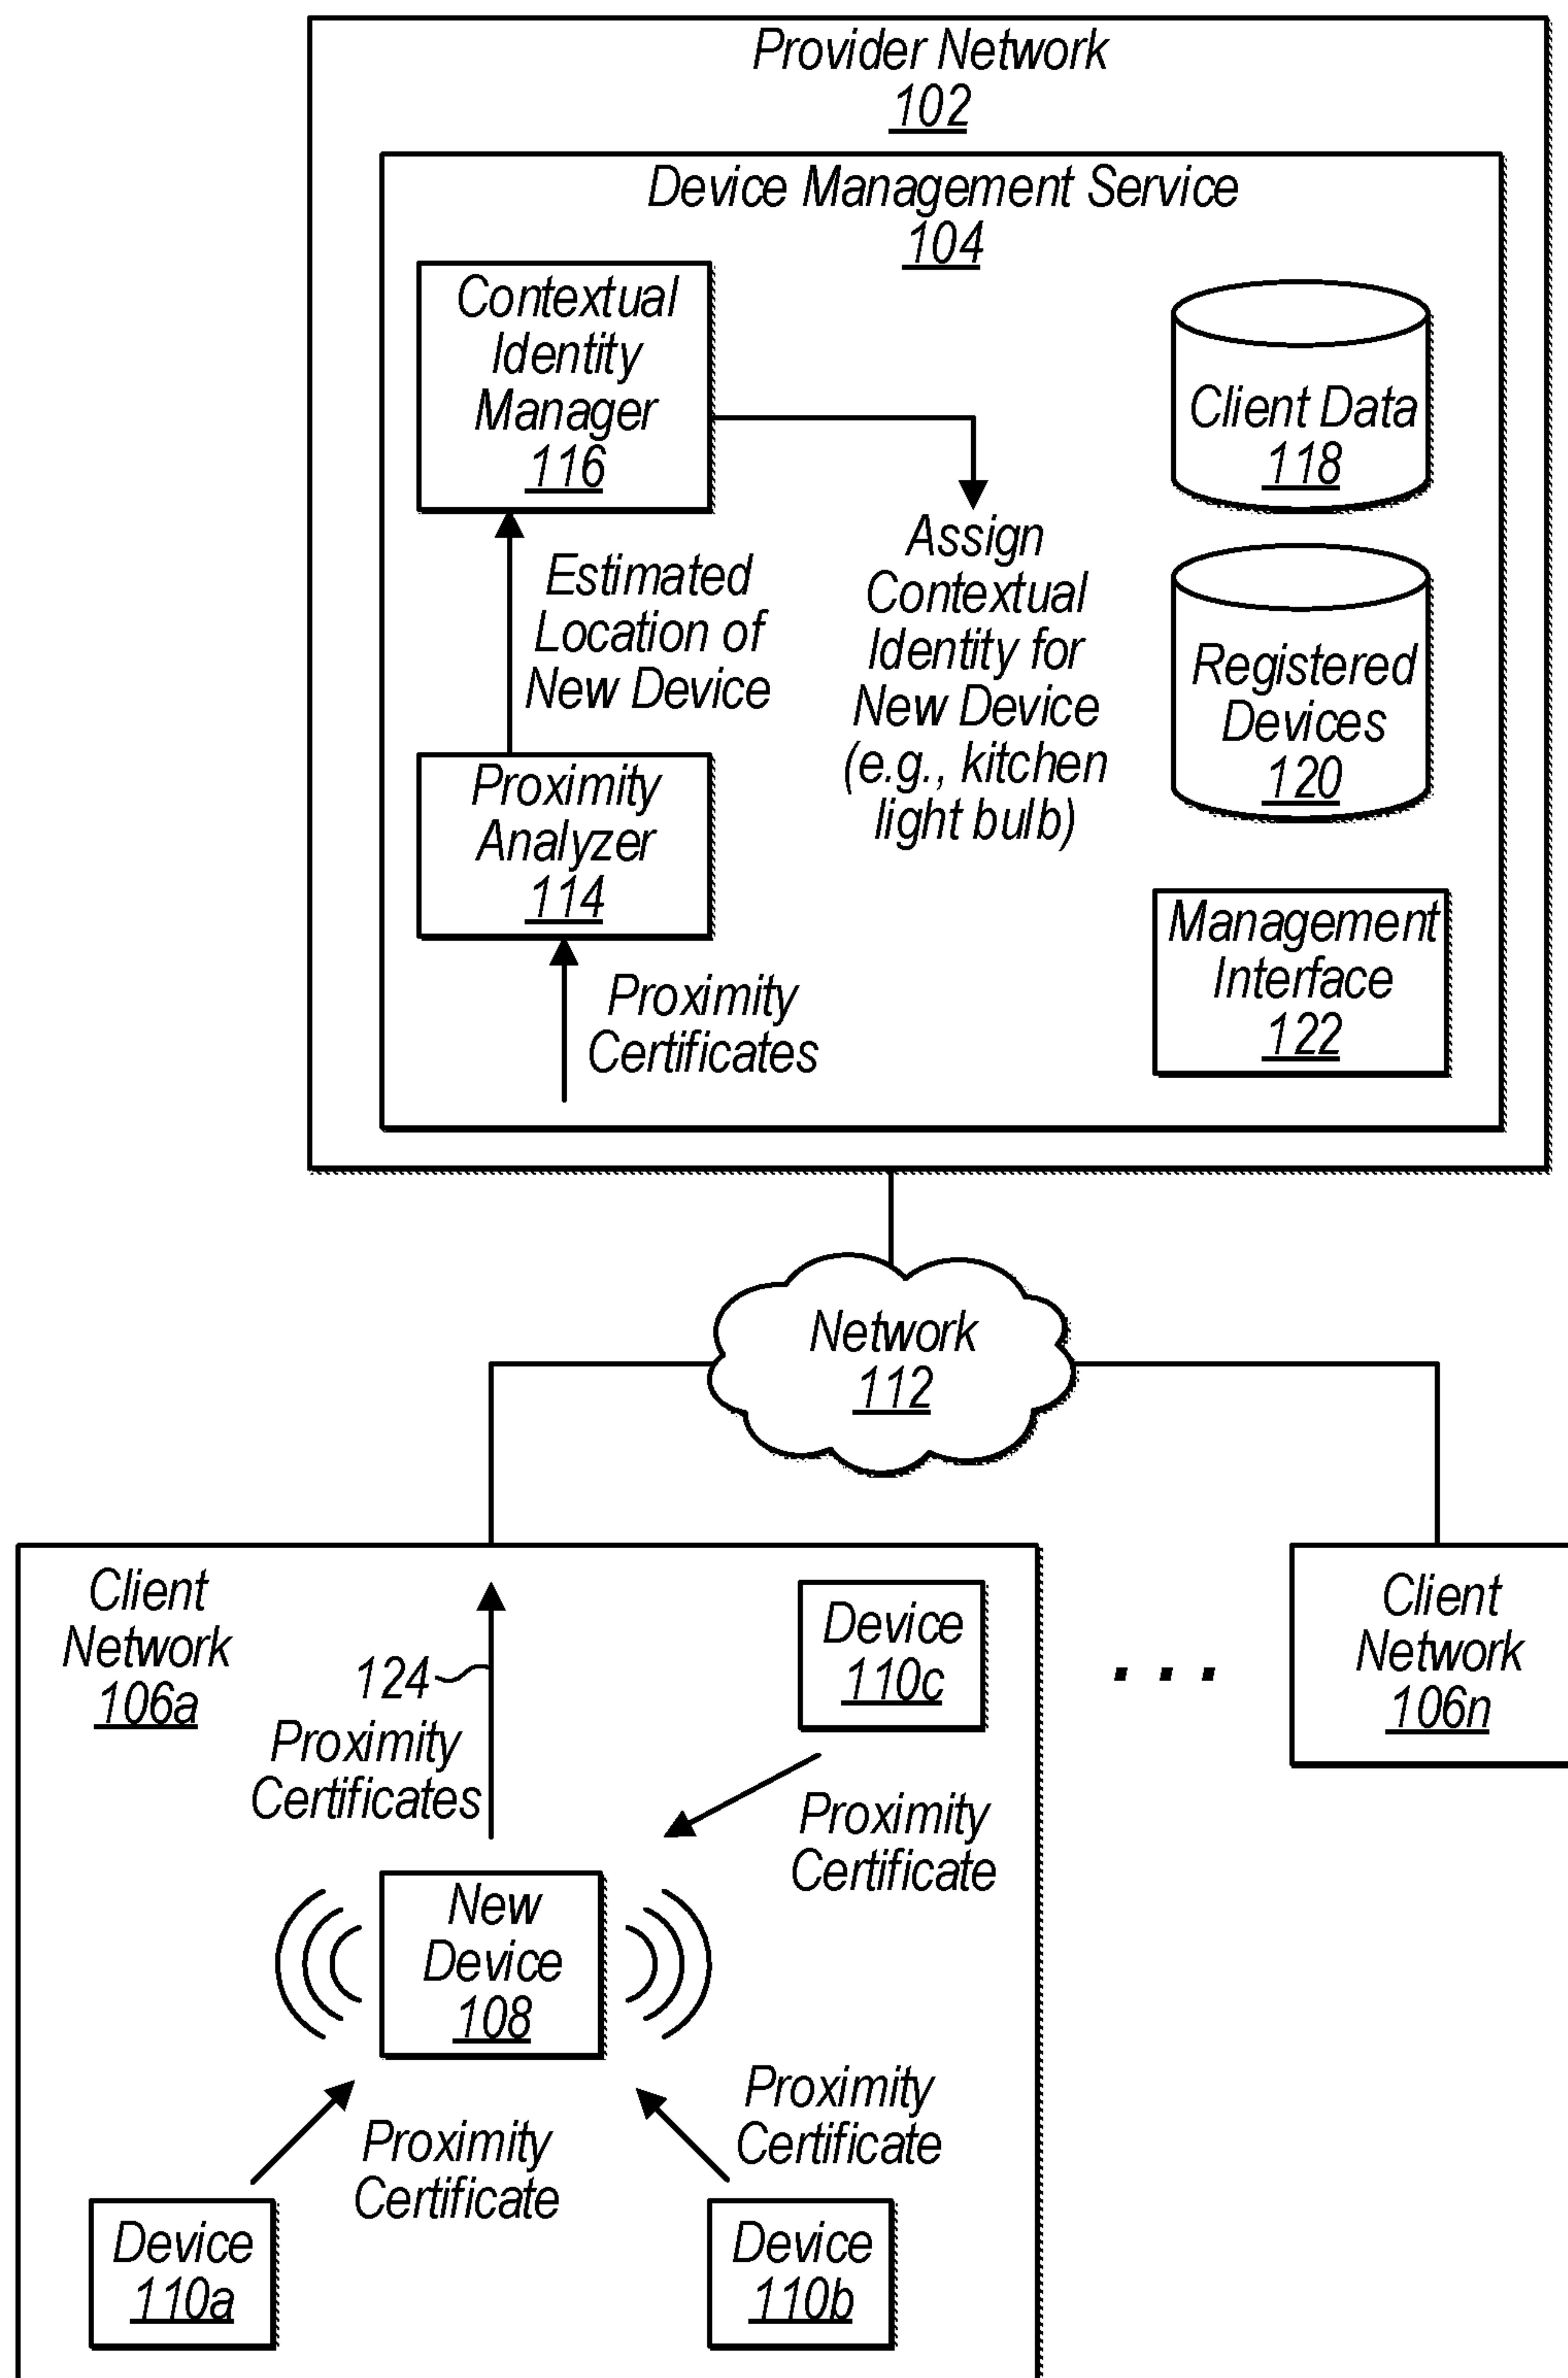 Provider Network
102
Device Management Service
104
Contextual
Identity
Manager
116
Client Data
118
Assign
Contextual
Identity for
New Device
(e.g., kitchen
light bulb)
Estimated
Location of
New Device
Registered
Devices
120
Proximity
Analyzer
114
Management
Interface
122
Proximity
Certificates
Network
112
Client
Network
106a
124
Proximity
Certificates
Device
110c
. . .
Client
Network
106n
Proximity
Certificate
New
Device
108
Proximity
Certificate
Proximity
Certificate
Device
110a
Device
110b